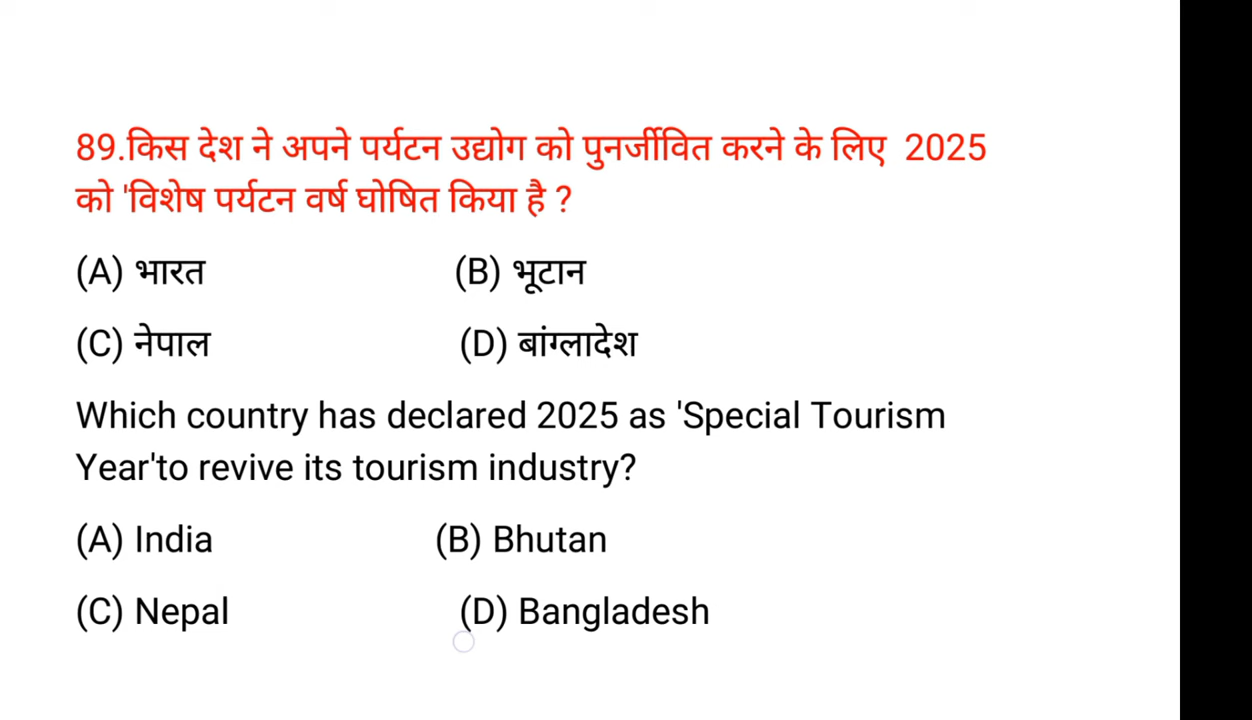 89.किस देश ने अपने पर्यटन उद्योग को पुनर्जीवित करने के लिए 2025
को 'विशेष पर्यटन वर्ष घोषित किया है ?
(A) भारत (B) भूटान
(C) नेपाल (D) बांग्लादेश
Which country has declared 2025 as 'Special Tourism
Year'to revive its tourism industry?
(A) India (B) Bhutan
(C) Nepal (D) Bangladesh